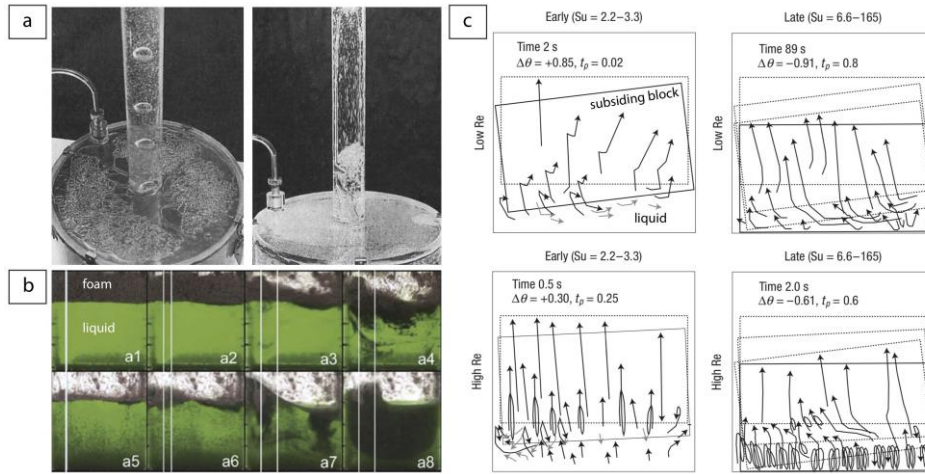 a
b
foam
liquid
a1
a2
a3
a4
a5
a6
a7
a8
c
Early (Su = 2.2–3.3)
Late (Su = 6.6–165)
Low Re
Time 2 s
Δθ = +0.85, tp = 0.02
subsiding block
liquid
Low Re
Time 89 s
Δθ = −0.91, tp = 0.8
Early (Su = 2.2–3.3)
Late (Su = 6.6–165)
High Re
Time 0.5 s
Δθ = +0.30, tp = 0.25
High Re
Time 2.0 s
Δθ = −0.61, tp = 0.6